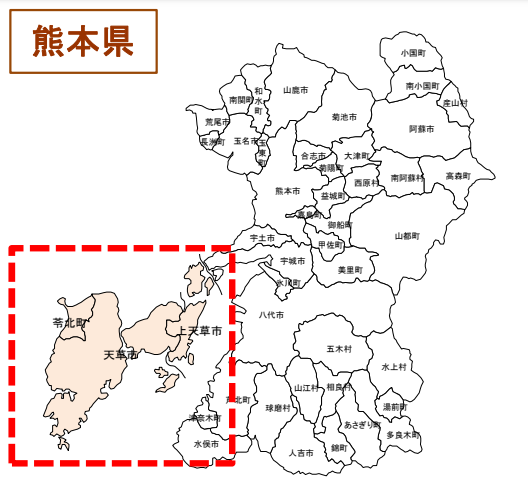 熊本県
小国町
南小国町
産山村
山鹿市
和水町
南関町
菊池市
荒尾市
阿蘇市
長洲町
玉名市
玉東町
合志市
大津町
菊陽町
西原村
南阿蘇村
高森町
熊本市
益城町
嘉島町
御船町
山都町
宇土市
甲佐町
宇城市
美里町
氷川町
八代市
苓北町
上天草市
天草市
五木村
水上村
山江村
相良村
芦北町
球磨村
湯前町
津奈木町
あさぎり町
多良木町
水俣市
人吉市
錦町